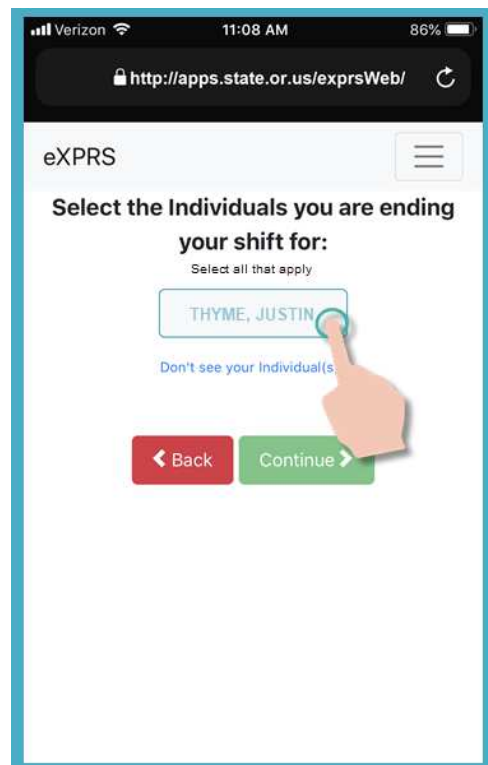 Verizon 11:08 AM 86%
http://apps.state.or.us/exprsWeb/
eXPRS
Select the Individuals you are ending
your shift for:
Select all that apply
THYME, JUSTIN
Don't see your Individual(s
Back Continue